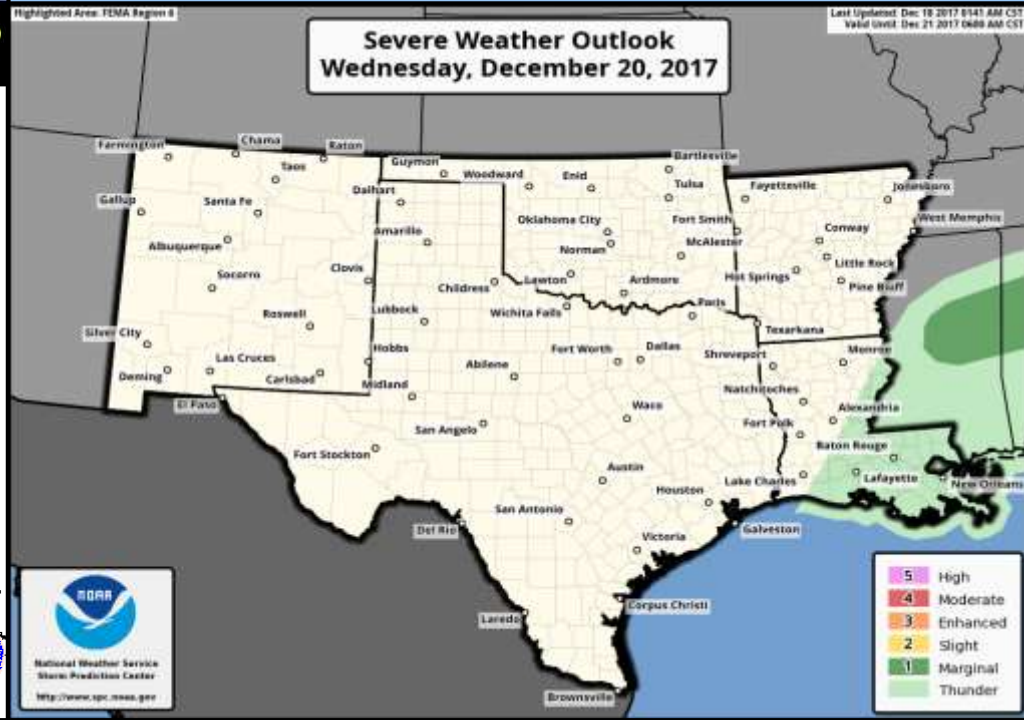 Highlighted Area: FEMA Region 6
Last Updated: Dec 18 2017 0141 AM CST
Valid Until: Dec 21 2017 0600 AM CST
Severe Weather Outlook
Wednesday, December 20, 2017
Farmington
Chama
Raton
Guymon
Bartlesville
Taos
Woodward
Enid
Tulsa
Fayetteville
Jonesboro
Gallup
Santa Fe
Dalhart
Oklahoma City
Fort Smith
West Memphis
Albuquerque
Amarillo
Norman
McAlester
Conway
Socorro
Clovis
Childress
Lawton
Ardmore
Hot Springs
Little Rock
Pine Bluff
Roswell
Lubbock
Wichita Falls
Paris
Texarkana
Silver City
Las Cruces
Hobbs
Abilene
Fort Worth
Dallas
Shreveport
Monroe
Deming
Carlsbad
Midland
Natchitoches
El Paso
San Angelo
Waco
Fort Polk
Alexandria
Fort Stockton
Austin
Baton Rouge
Houston
Lake Charles
Lafayette
New Orleans
Del Rio
San Antonio
Victoria
Galveston
Laredo
Corpus Christi
Brownsville
NOAA
National Weather Service
Storm Prediction Center
http://www.spc.noaa.gov
5 High
4 Moderate
3 Enhanced
2 Slight
1 Marginal
Thunder